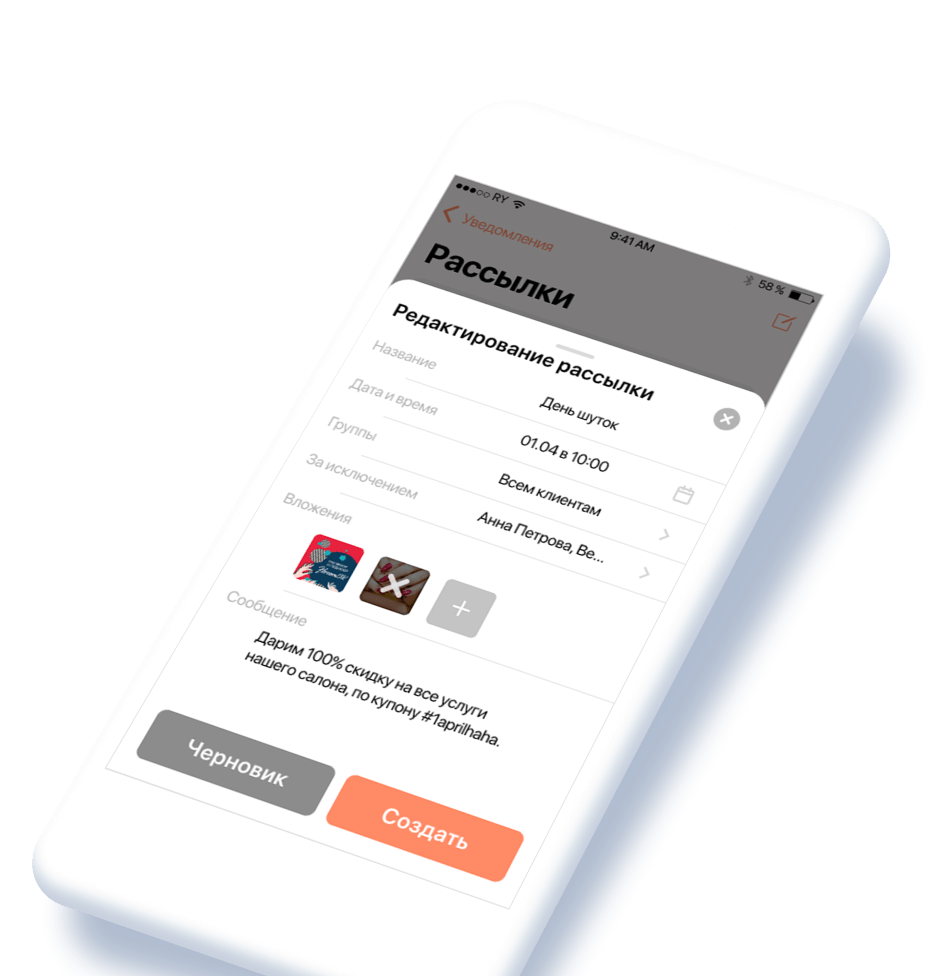 RY
9:41 AM
58 %
Уведомления
Рассылки
Редактирование рассылки
Название
День шуток
Дата и время
01.04 в 10:00
Группы
Всем клиентам
За исключением
Анна Петрова, Ве...
Вложения
Сообщение
Дарим 100% скидку на все услуги
нашего салона, по купону #1aprilhaha.
Черновик
Создать